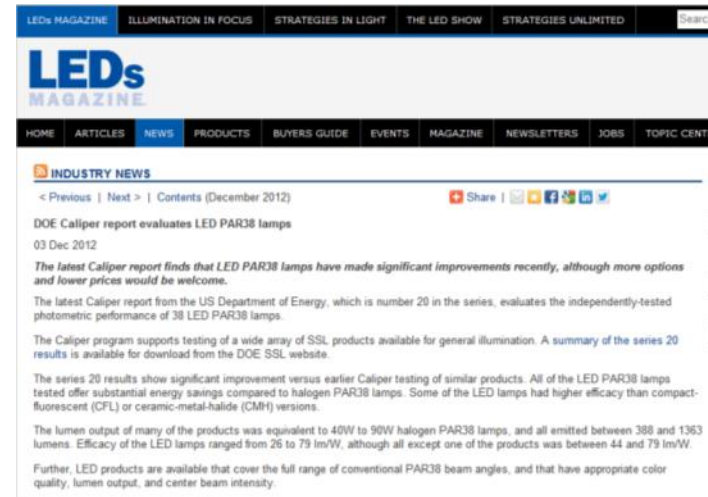 LEDs MAGAZINE ILLUMINATION IN FOCUS STRATEGIES IN LIGHT THE LED SHOW STRATEGIES UNLIMITED Searc
LEDs
MAGAZINE
HOME ARTICLES NEWS PRODUCTS BUYERS GUIDE EVENTS MAGAZINE NEWSLETTERS JOBS TOPIC CENT
INDUSTRY NEWS
< Previous | Next > | Contents (December 2012) Share |
DOE Caliper report evaluates LED PAR38 lamps
03 Dec 2012
The latest Caliper report finds that LED PAR38 lamps have made significant improvements recently, although more options
and lower prices would be welcome.
The latest Caliper report from the US Department of Energy, which is number 20 in the series, evaluates the independently-tested
photometric performance of 38 LED PAR38 lamps.
The Caliper program supports testing of a wide array of SSL products available for general illumination. A summary of the series 20
results is available for download from the DOE SSL website.
The series 20 results show significant improvement versus earlier Caliper testing of similar products. All of the LED PAR38 lamps
tested offer substantial energy savings compared to halogen PAR38 lamps. Some of the LED lamps had higher efficacy than compact-
fluorescent (CFL) or ceramic-metal-halide (CMH) versions.
The lumen output of many of the products was equivalent to 40W to 90W halogen PAR38 lamps, and all emitted between 388 and 1363
lumens. Efficacy of the LED lamps ranged from 26 to 79 lm/W, although all except one of the products was between 44 and 79 lm/W.
Further, LED products are available that cover the full range of conventional PAR38 beam angles, and that have appropriate color
quality, lumen output, and center beam intensity.